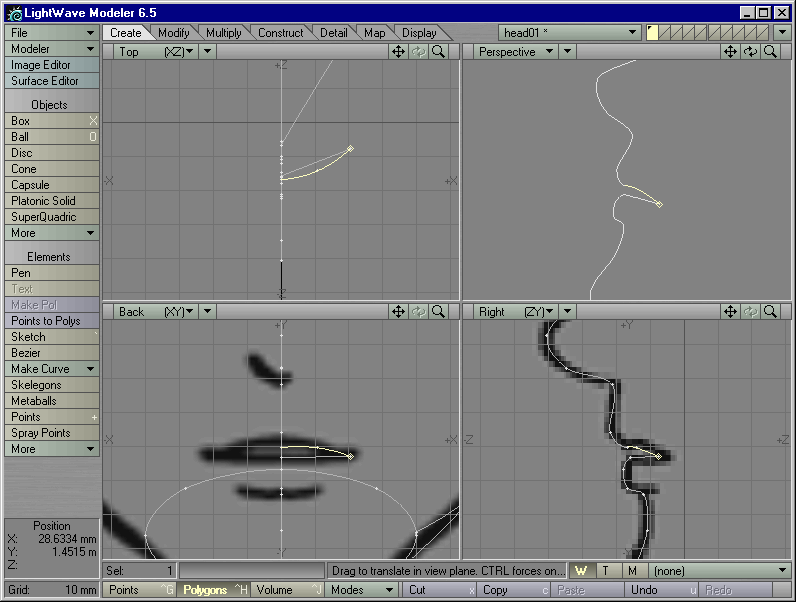 LightWave Modeler 6.5
File
Modeler
Image Editor
Surface Editor
Objects
Box X
Ball O
Disc
Cone
Capsule
Platonic Solid
SuperQuadric
More
Elements
Pen
Text
Make Pol
Points to Polys
Sketch `
Bezier
Make Curve
Skelegons
Metaballs
Points +
Spray Points
More
Position
X: 28.6334 mm
Y: 1.4515 m
Z:
Grid: 10 mm
Create Modify Multiply Construct Detail Map Display head01 *
Top (XZ)
+Z
-X +X
-Z
Perspective
Back (XY)
+Y
-X +X
-Y
Right (ZY)
+Y
-Z +Z
-Y
Sel: 1 Drag to translate in view plane. CTRL forces on... W T M (none)
Points ^G Polygons ^H Volume ^J Modes Cut x Copy c Paste v Undo u Redo